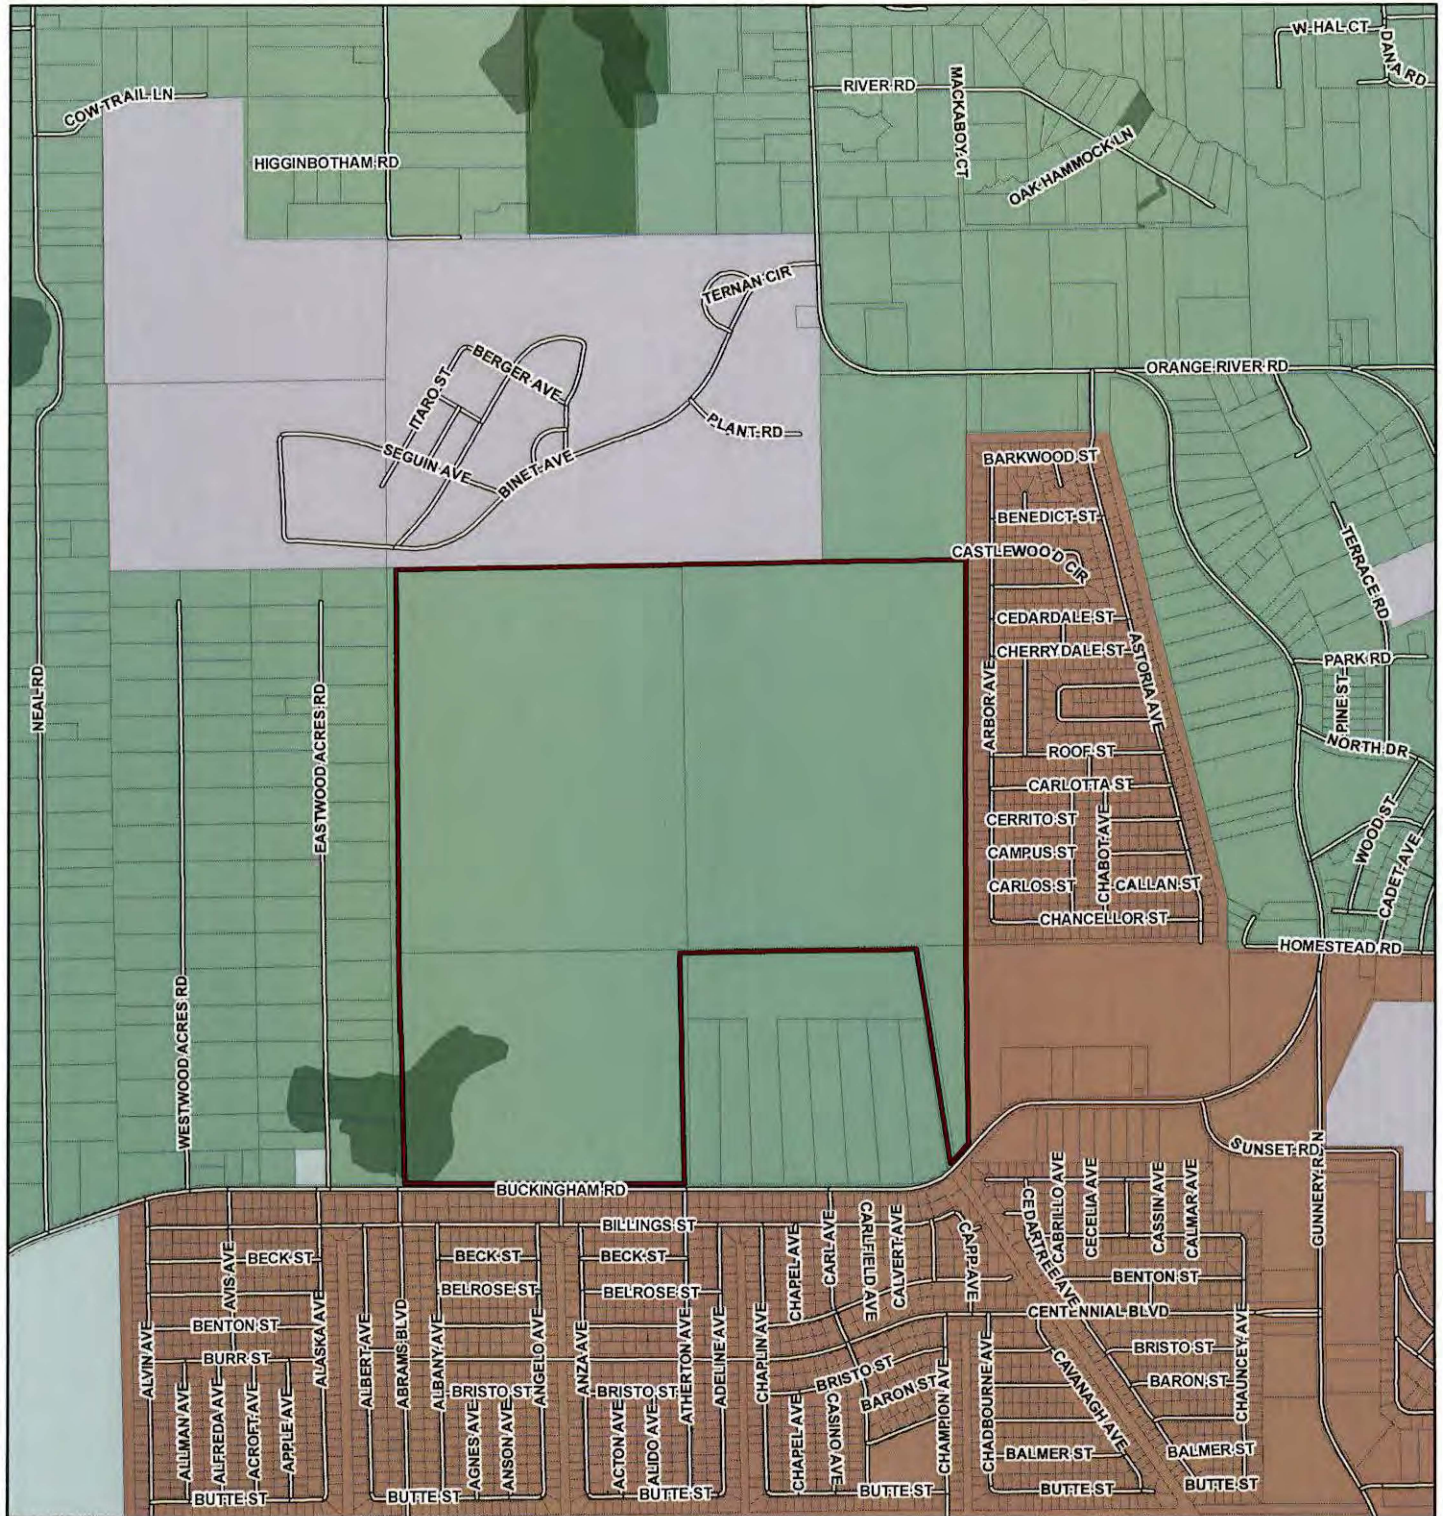 W HAL CT
DANA RD
COW TRAIL LN
RIVER RD
MACKABOY CT
HIGGINBOTHAM RD
OAK HAMMOCK LN
TERNAN CIR
BERGER AVE
ITARO ST
ORANGE RIVER RD
PLANT RD
SEGUIN AVE
BINET AVE
BARKWOOD ST
BENEDICT ST
CASTLEWOOD CIR
TERRACE RD
CEDARDALE ST
CHERRYDALE ST
ASTORIA AVE
PARK RD
PINE ST
NEAL RD
EASTWOOD ACRES RD
ARBOR AVE
NORTH DR
ROOF ST
CARLOTTA ST
CERRITO ST
CHABOT AVE
WOOD ST
CADET AVE
CAMPUS ST
CARLOS ST
CALLAN ST
CHANCELLOR ST
HOMESTEAD RD
WESTWOOD ACRES RD
SUNSET RD
GUNNERY RD N
BUCKINGHAM RD
BILLINGS ST
CHAPEL AVE
CARL AVE
CARLFIELD AVE
CALVERT AVE
CAPP AVE
CEDARTREE AVE
CABRILLO AVE
CECELIA AVE
CASSIN AVE
CALMAR AVE
BECK ST
BECK ST
BECK ST
AVIS AVE
BELROSE ST
BELROSE ST
BENTON ST
CENTENNIAL BLVD
BENTON ST
BURR ST
ALVIN AVE
ALASKA AVE
ALBERT AVE
ABRAMS BLVD
ALBANY AVE
ANGELO AVE
ANZA AVE
ATHERTON AVE
ADELINE AVE
CHAPLIN AVE
BRISTO ST
BRISTO ST
BRISTO ST
BRISTO ST
BARON ST
BARON ST
CHAUNCEY AVE
ALLMAN AVE
ALFREDA AVE
ACROFT AVE
APPLE AVE
AGNES AVE
ANSON AVE
ACTON AVE
ALIDO AVE
CHAPEL AVE
CASINO AVE
CHAMPION AVE
CHADBOURNE AVE
CAVANAGH AVE
BALMER ST
BALMER ST
BUTTE ST
BUTTE ST
BUTTE ST
BUTTE ST
BUTTE ST
BUTTE ST